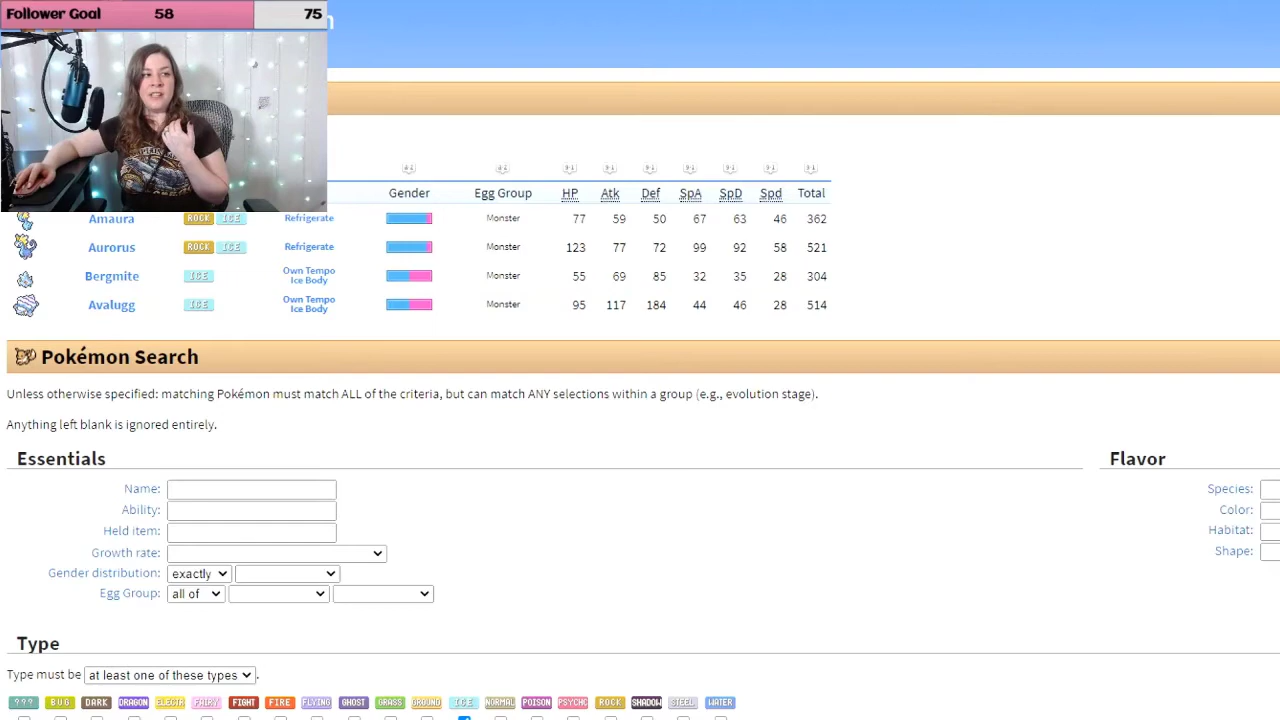 Follower Goal 58 75
Gender Egg Group HP Atk Def SpA SpD Spd Total
Amaura ROCK ICE Refrigerate Monster 77 59 50 67 63 46 362
Aurorus ROCK ICE Refrigerate Monster 123 77 72 99 92 58 521
Bergmite ICE Own Tempo Ice Body Monster 55 69 85 32 35 28 304
Avalugg ICE Own Tempo Ice Body Monster 95 117 184 44 46 28 514
Pokémon Search
Unless otherwise specified: matching Pokémon must match ALL of the criteria, but can match ANY selections within a group (e.g., evolution stage).
Anything left blank is ignored entirely.
Essentials
Name:
Ability:
Held item:
Growth rate:
Gender distribution: exactly
Egg Group: all of
Flavor
Species:
Color:
Habitat:
Shape:
Type
Type must be at least one of these types.
??? BUG DARK DRAGON ELECTR FAIRY FIGHT FIRE FLYING GHOST GRASS GROUND ICE NORMAL POISON PSYCHC ROCK SHADOW STEEL WATER